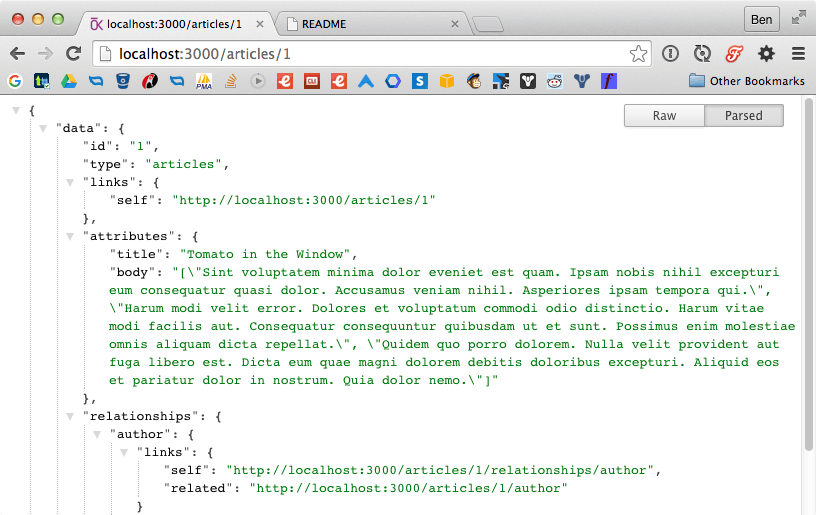 localhost:3000/articles/1
README
Ben
localhost:3000/articles/1
PMA
CLI
Other Bookmarks
Raw
Parsed
{
"data": {
"id": "1",
"type": "articles",
"links": {
"self": "http://localhost:3000/articles/1"
},
"attributes": {
"title": "Tomato in the Window",
"body": "[\"Sint voluptatem minima dolor eveniet est quam. Ipsam nobis nihil excepturi
eum consequatur quasi dolor. Accusamus veniam nihil. Asperiores ipsam tempora qui.\",
\"Harum modi velit error. Dolores et voluptatum commodi odio distinctio. Harum vitae
modi facilis aut. Consequatur consequuntur quibusdam ut et sunt. Possimus enim molestiae
omnis aliquam dicta repellat.\", \"Quidem quo porro dolorem. Nulla velit provident aut
fuga libero est. Dicta eum quae magni dolorem debitis doloribus excepturi. Aliquid eos
et pariatur dolor in nostrum. Quia dolor nemo.\"]"
},
"relationships": {
"author": {
"links": {
"self": "http://localhost:3000/articles/1/relationships/author",
"related": "http://localhost:3000/articles/1/author"
}